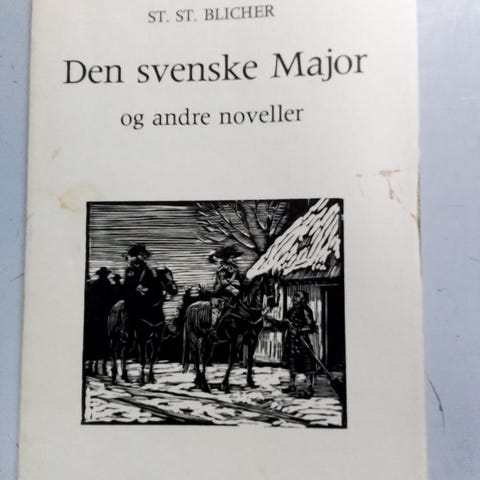 ST. ST. BLICHER
Den svenske Major
og andre noveller